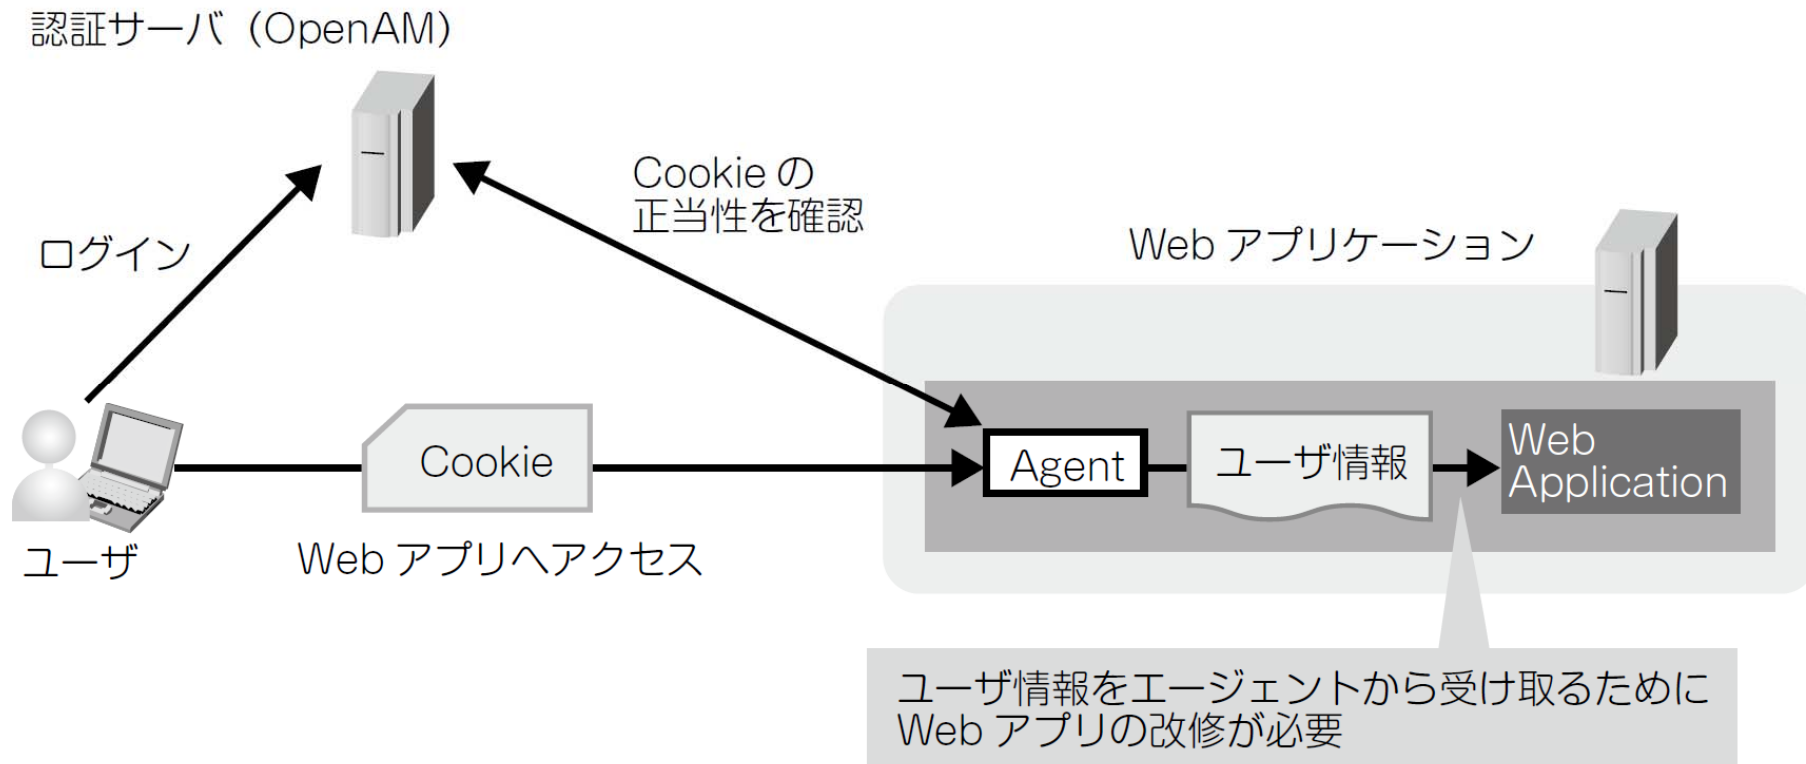 認証サーバ（OpenAM）
Cookie の
正当性を確認
ログイン
Web アプリケーション
Cookie
Agent
ユーザ情報
Web
Application
ユーザ
Web アプリへアクセス
ユーザ情報をエージェントから受け取るために
Web アプリの改修が必要